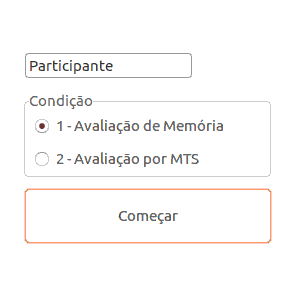 Participante
Condição
1 - Avaliação de Memória
2 - Avaliação por MTS
Começar